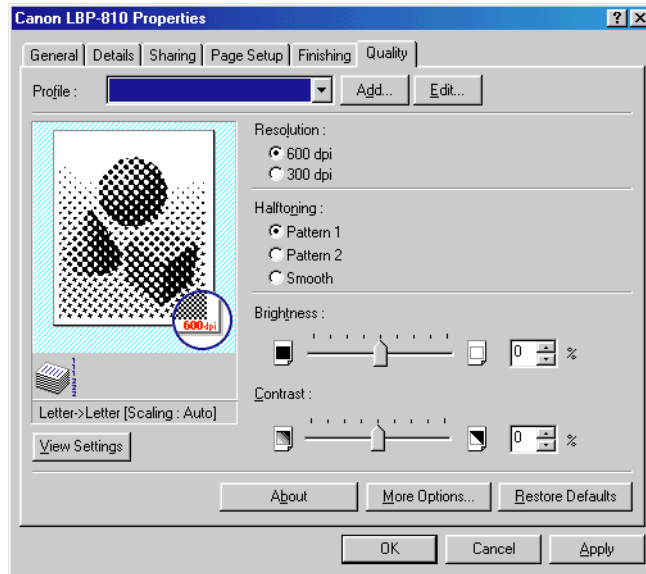 Canon LBP-810 Properties
General Details Sharing Page Setup Finishing Quality
Profile : Add... Edit...
Resolution :
600 dpi
300 dpi
Halftoning :
Pattern 1
Pattern 2
Smooth
600dpi
Brightness :
0 %
Letter->Letter [Scaling : Auto]
Contrast :
0 %
View Settings
About More Options... Restore Defaults
OK Cancel Apply